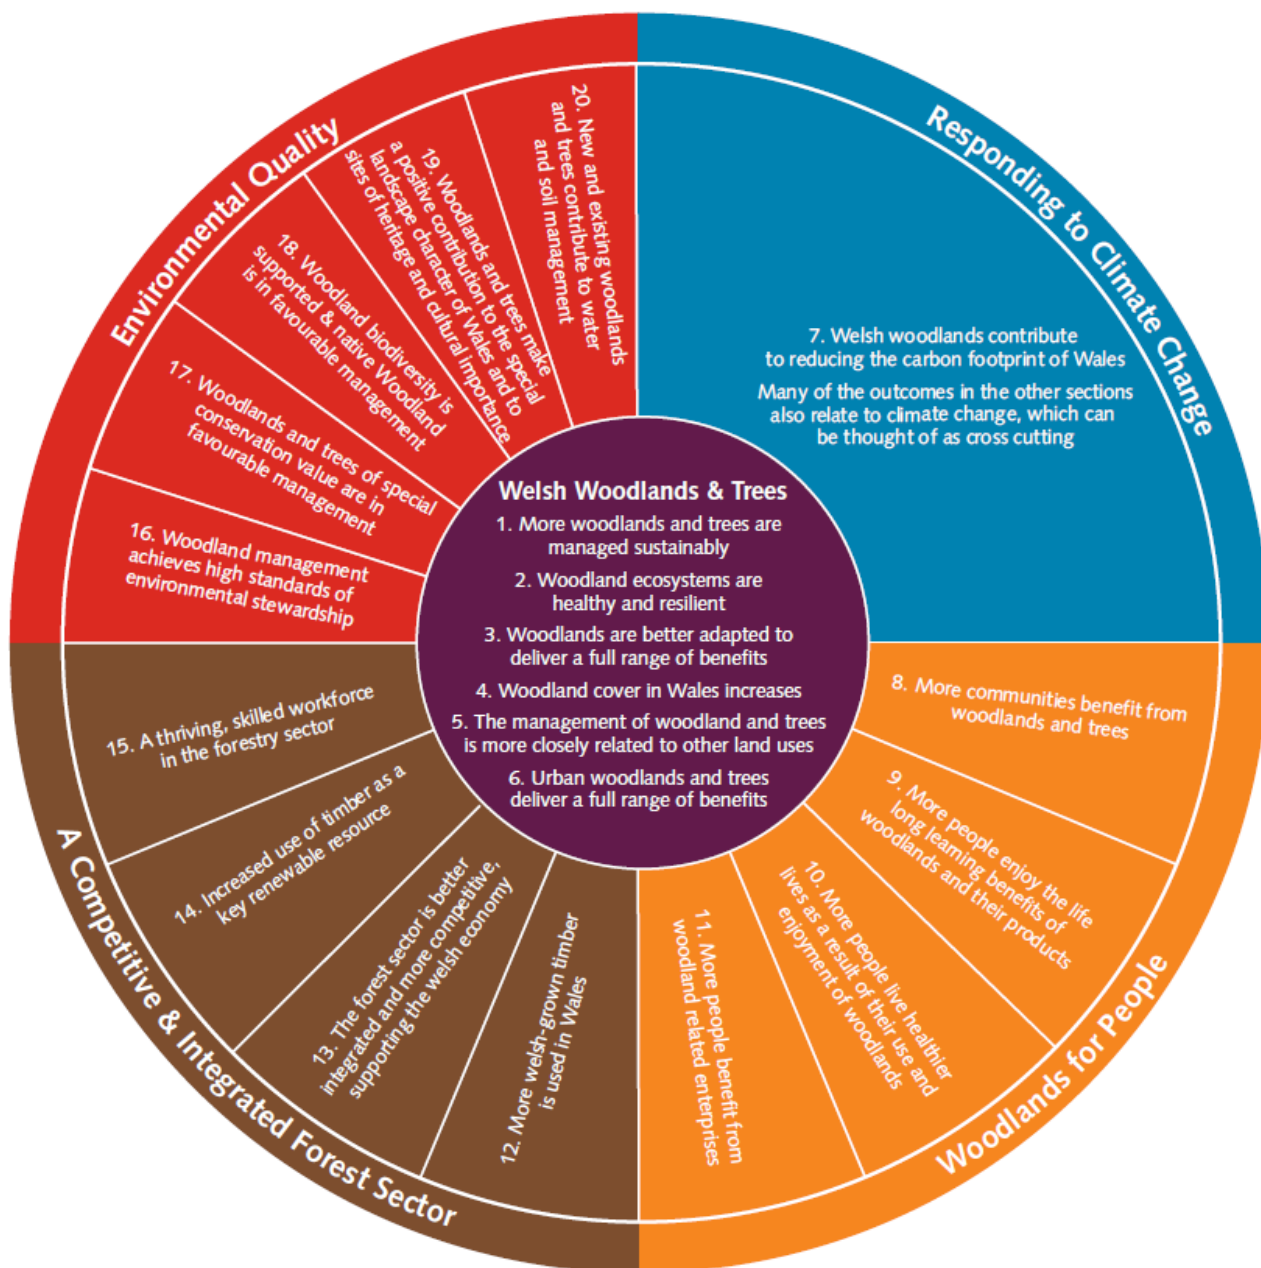 Welsh Woodlands & Trees
1. More woodlands and trees are
managed sustainably
2. Woodland ecosystems are
healthy and resilient
3. Woodlands are better adapted to
deliver a full range of benefits
4. Woodland cover in Wales increases
5. The management of woodland and trees
is more closely related to other land uses
6. Urban woodlands and trees
deliver a full range of benefits
Responding to Climate Change
7. Welsh woodlands contribute
to reducing the carbon footprint of Wales
Many of the outcomes in the other sections
also relate to climate change, which can
be thought of as cross cutting
Woodlands for People
8. More communities benefit from
woodlands and trees
9. More people enjoy the life
long learning benefits of
woodlands and their products
10. More people live healthier
lives as a result of their use and
enjoyment of woodlands
11. More people benefit from
woodland related enterprises
A Competitive & Integrated Forest Sector
12. More welsh-grown timber
is used in Wales
13. The forest sector is better
integrated and more competitive,
supporting the welsh economy
14. Increased use of timber as a
key renewable resource
15. A thriving, skilled workforce
in the forestry sector
Environmental Quality
16. Woodland management
achieves high standards of
environmental stewardship
17. Woodlands and trees of special
conservation value are in
favourable management
18. Woodland biodiversity is
supported & native Woodland
is in favourable management
19. Woodlands and trees make
a positive contribution to the special
landscape character of Wales and to
sites of heritage and cultural importance
20. New and existing woodlands
and trees contribute to water
and soil management